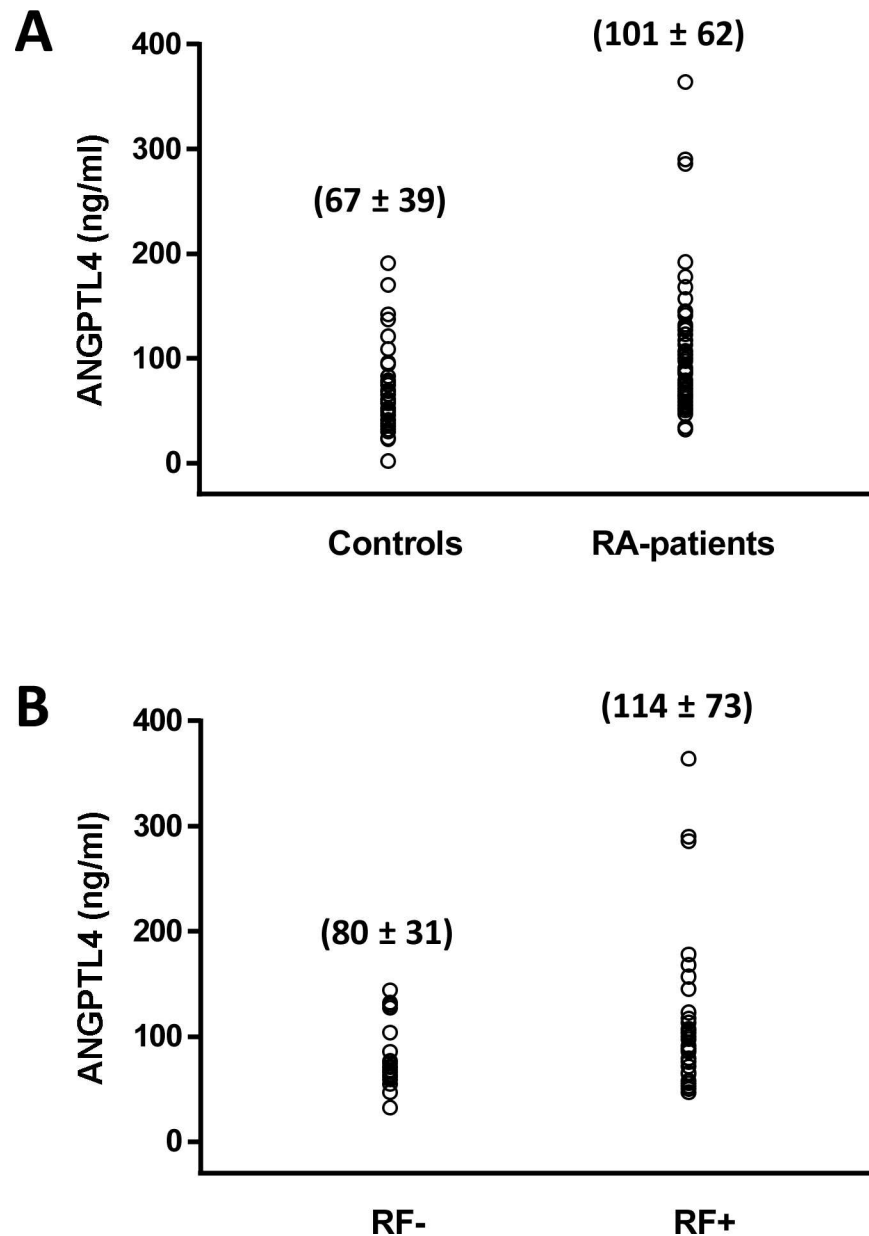 A
(101 ± 62)
400
300
(67 ± 39)
200
100
0
ANGPTL4 (ng/ml)
Controls RA-patients
B
(114 ± 73)
400
300
(80 ± 31)
200
100
0
ANGPTL4 (ng/ml)
RF- RF+